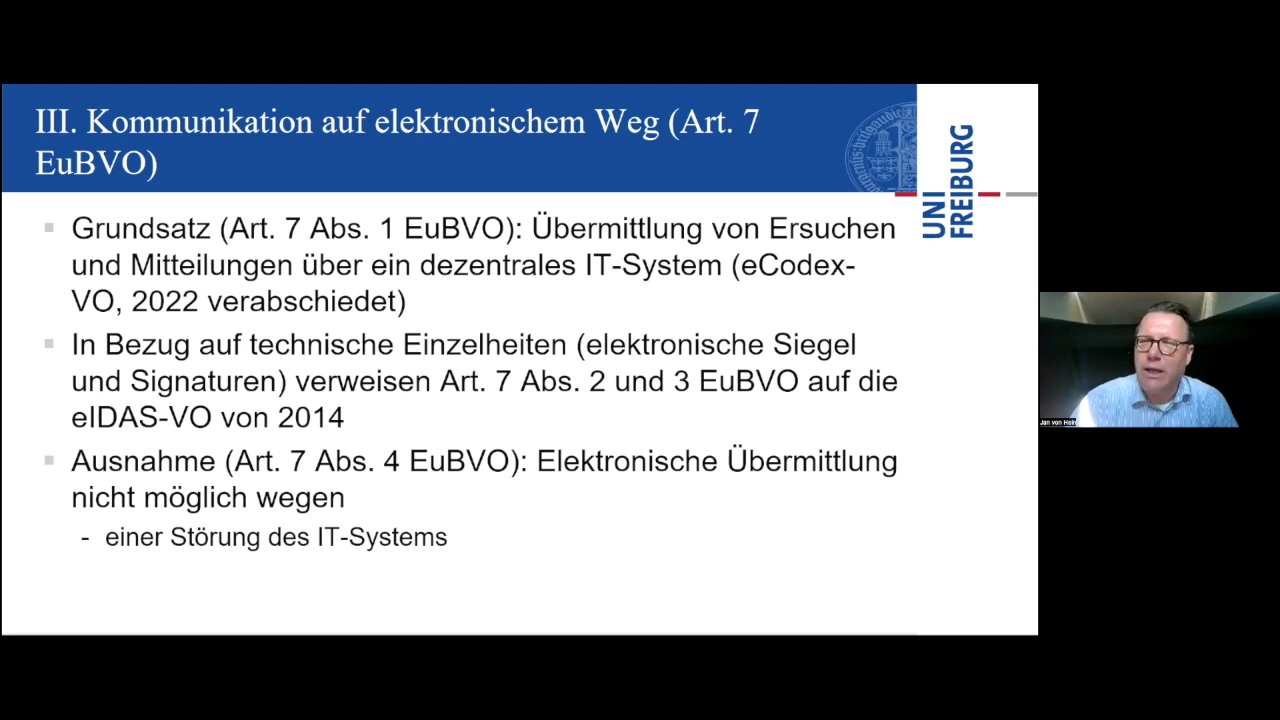 III. Kommunikation auf elektronischem Weg (Art. 7
EuBVO)
UNI
FREIBURG
Grundsatz (Art. 7 Abs. 1 EuBVO): Übermittlung von Ersuchen
und Mitteilungen über ein dezentrales IT-System (eCodex-
VO, 2022 verabschiedet)
In Bezug auf technische Einzelheiten (elektronische Siegel
und Signaturen) verweisen Art. 7 Abs. 2 und 3 EuBVO auf die
eIDAS-VO von 2014
Ausnahme (Art. 7 Abs. 4 EuBVO): Elektronische Übermittlung
nicht möglich wegen
- einer Störung des IT-Systems
Jan von Hein